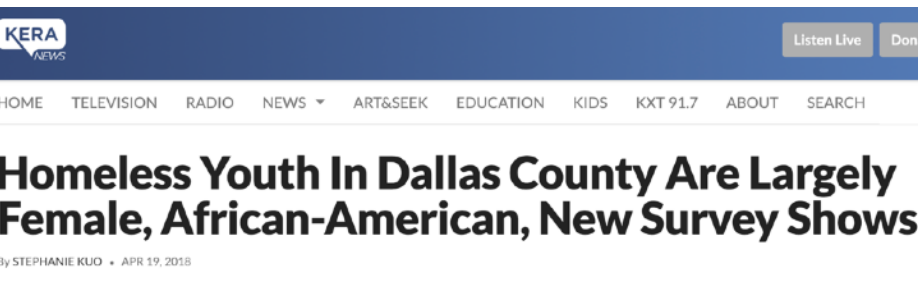 KERA
NEWS
Listen Live
HOME TELEVISION RADIO NEWS ART&SEEK EDUCATION KIDS KXT 91.7 ABOUT SEARCH
Homeless Youth In Dallas County Are Largely
Female, African-American, New Survey Shows
By STEPHANIE KUO • APR 19, 2018